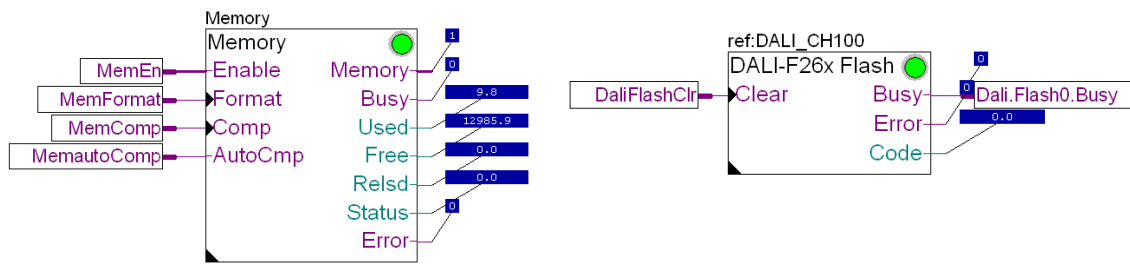 Memory
Memory
MemEn
Enable
Memory
1
MemFormat
Format
Busy
0
MemComp
Comp
Used
9.8
MemautoComp
AutoCmp
Free
12985.9
Relsd
0.0
Status
0.0
Error
0
ref:DALI_CH100
DALI-F26x Flash
DaliFlashClr
Clear
Busy
0
Dali.Flash0.Busy
Error
0
Code
0.0